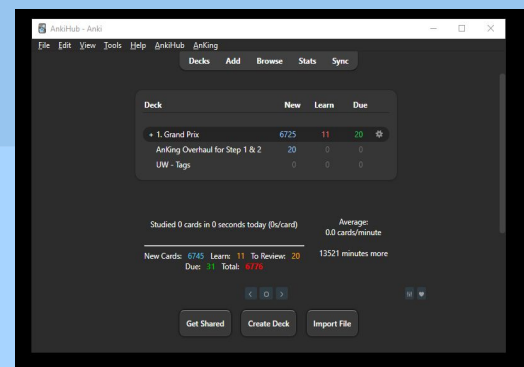 AnkiHub - Anki
File Edit View Tools Help AnkiHub AnKing
Decks Add Browse Stats Sync
Deck New Learn Due
+ 1. Grand Prix 6725 11 20
AnKing Overhaul for Step 1 & 2 20 0 0
UW - Tags 0 0 0
Studied 0 cards in 0 seconds today (0s/card)
Average:
0.0 cards/minute
New Cards: 6745 Learn: 11 To Review: 20
Due: 31 Total: 6776
13521 minutes more
Get Shared Create Deck Import File